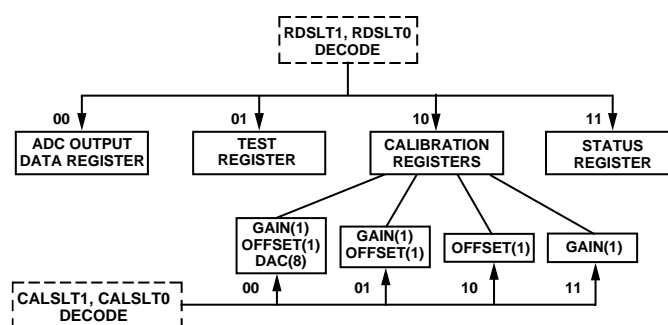 RDSLT1, RDSLT0
DECODE
00
01
10
11
ADC OUTPUT
DATA REGISTER
TEST
REGISTER
CALIBRATION
REGISTERS
STATUS
REGISTER
GAIN(1)
OFFSET(1)
DAC(8)
GAIN(1)
OFFSET(1)
OFFSET(1)
GAIN(1)
00
01
10
11
CALSLT1, CALSLT0
DECODE